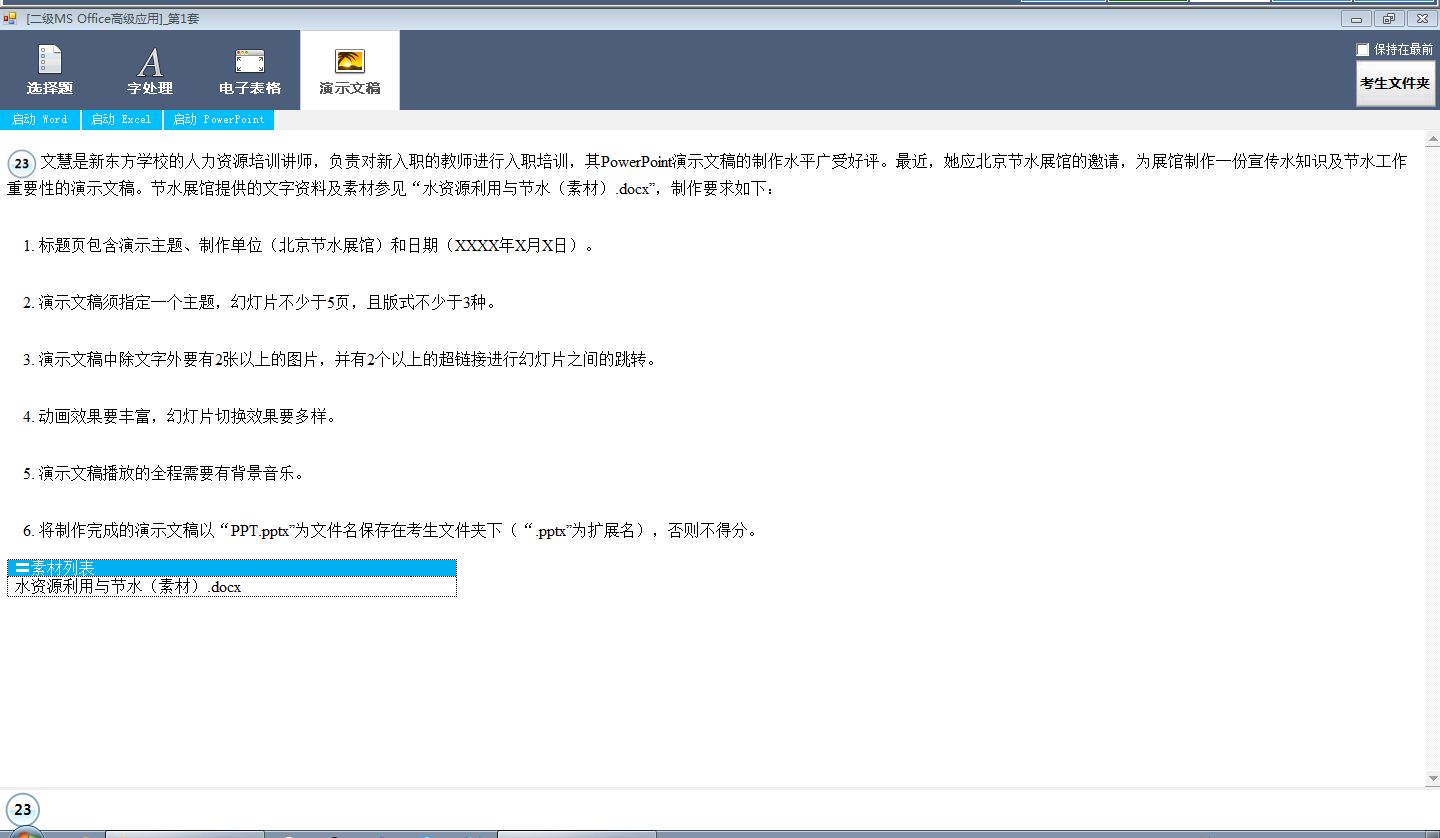 [二级MS Office高级应用]_第1套
选择题
字处理
电子表格
演示文稿
保持在最前
考生文件夹
启动 Word
启动 Excel
启动 PowerPoint
23 文慧是新东方学校的人力资源培训讲师，负责对新入职的教师进行入职培训，其PowerPoint演示文稿的制作水平广受好评。最近，她应北京节水展馆的邀请，为展馆制作一份宣传水知识及节水工作
重要性的演示文稿。节水展馆提供的文字资料及素材参见“水资源利用与节水（素材）.docx”，制作要求如下：
1. 标题页包含演示主题、制作单位（北京节水展馆）和日期（XXXX年X月X日）。
2. 演示文稿须指定一个主题，幻灯片不少于5页，且版式不少于3种。
3. 演示文稿中除文字外要有2张以上的图片，并有2个以上的超链接进行幻灯片之间的跳转。
4. 动画效果要丰富，幻灯片切换效果要多样。
5. 演示文稿播放的全程需要有背景音乐。
6. 将制作完成的演示文稿以“PPT.pptx”为文件名保存在考生文件夹下（“.pptx”为扩展名），否则不得分。
素材列表
水资源利用与节水（素材）.docx
23